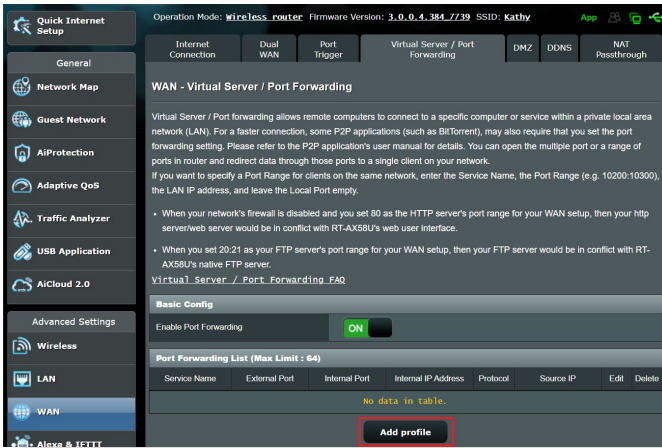 Quick Internet
Setup
Operation Mode: Wireless router Firmware Version: 3.0.0.4.384_7739 SSID: Kathy
App
Internet
Connection
Dual
WAN
Port
Trigger
Virtual Server / Port
Forwarding
DMZ
DDNS
NAT
Passthrough
General
Network Map
Guest Network
AiProtection
Adaptive QoS
Traffic Analyzer
USB Application
AiCloud 2.0
Advanced Settings
Wireless
LAN
WAN
Alexa & IFTTT
WAN - Virtual Server / Port Forwarding
Virtual Server / Port forwarding allows remote computers to connect to a specific computer or service within a private local area
network (LAN). For a faster connection, some P2P applications (such as BitTorrent), may also require that you set the port
forwarding setting. Please refer to the P2P application's user manual for details. You can open the multiple port or a range of
ports in router and redirect data through those ports to a single client on your network.
If you want to specify a Port Range for clients on the same network, enter the Service Name, the Port Range (e.g. 10200:10300),
the LAN IP address, and leave the Local Port empty.
• When your network's firewall is disabled and you set 80 as the HTTP server's port range for your WAN setup, then your http
server/web server would be in conflict with RT-AX58U's web user interface.
• When you set 20:21 as your FTP server's port range for your WAN setup, then your FTP server would be in conflict with RT-
AX58U's native FTP server.
Virtual Server / Port Forwarding FAQ
Basic Config
Enable Port Forwarding
ON
Port Forwarding List (Max Limit : 64)
Service Name External Port Internal Port Internal IP Address Protocol Source IP Edit Delete
No data in table.
Add profile